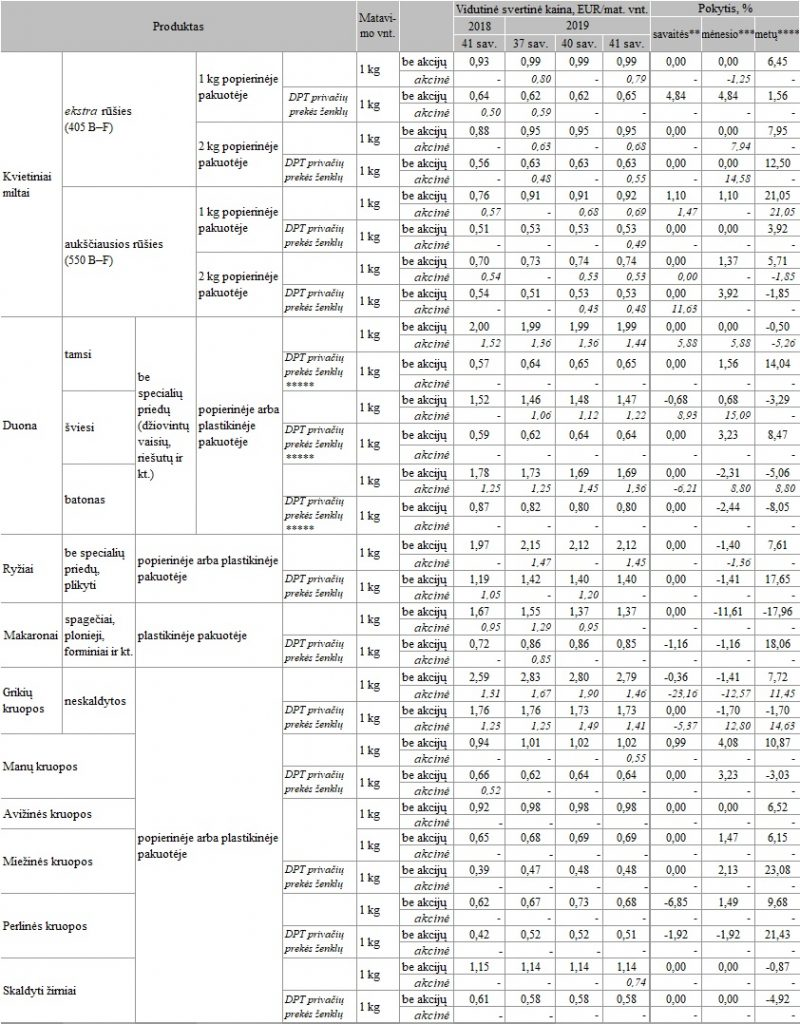 Produktas Matavi- Vidutinė svertinė kaina, EUR/mat. vnt. Pokytis, %
mo vnt. 2018 2019 savaitės** mėnesio*** metų****
41 sav. 37 sav. 40 sav. 41 sav.
Kvietiniai miltai ekstra rūšies (405 B–F) 1 kg popierinėje pakuotėje 1 kg be akcijų 0,93 0,99 0,99 0,99 0,00 0,00 6,45
akcinė - 0,80 - 0,79 - -1,25 -
DPT privačių prekės ženklų 1 kg be akcijų 0,64 0,62 0,62 0,65 4,84 4,84 1,56
akcinė 0,50 0,59 - - - - -
2 kg popierinėje pakuotėje 1 kg be akcijų 0,88 0,95 0,95 0,95 0,00 0,00 7,95
akcinė - 0,63 - 0,68 - 7,94 -
DPT privačių prekės ženklų 1 kg be akcijų 0,56 0,63 0,63 0,63 0,00 0,00 12,50
akcinė - 0,48 - 0,55 - 14,58 -
aukščiausios rūšies (550 B–F) 1 kg popierinėje pakuotėje 1 kg be akcijų 0,76 0,91 0,91 0,92 1,10 1,10 21,05
akcinė 0,57 - 0,68 0,69 1,47 - 21,05
DPT privačių prekės ženklų 1 kg be akcijų 0,51 0,53 0,53 0,53 0,00 0,00 3,92
akcinė - - - 0,49 - - -
2 kg popierinėje pakuotėje 1 kg be akcijų 0,70 0,73 0,74 0,74 0,00 1,37 5,71
akcinė 0,54 - 0,53 0,53 0,00 - -1,85
DPT privačių prekės ženklų 1 kg be akcijų 0,54 0,51 0,53 0,53 0,00 3,92 -1,85
akcinė - - 0,43 0,48 11,63 - -
Duona tamsi be specialių priedų (džiovintų vaisių, riešutų ir kt.) popierinėje arba plastikinėje pakuotėje 1 kg be akcijų 2,00 1,99 1,99 1,99 0,00 0,00 -0,50
akcinė 1,52 1,36 1,36 1,44 5,88 5,88 -5,26
DPT privačių prekės ženklų ***** 1 kg be akcijų 0,57 0,64 0,65 0,65 0,00 1,56 14,04
akcinė - - - - - - -
šviesi 1 kg be akcijų 1,52 1,46 1,48 1,47 -0,68 0,68 -3,29
akcinė - 1,06 1,12 1,22 8,93 15,09 -
DPT privačių prekės ženklų ***** 1 kg be akcijų 0,59 0,62 0,64 0,64 0,00 3,23 8,47
akcinė - - - - - - -
batonas 1 kg be akcijų 1,78 1,73 1,69 1,69 0,00 -2,31 -5,06
akcinė 1,25 1,25 1,45 1,36 -6,21 8,80 8,80
DPT privačių prekės ženklų ***** 1 kg be akcijų 0,87 0,82 0,80 0,80 0,00 -2,44 -8,05
akcinė - - - - - - -
Ryžiai be specialių priedų, plikyti popierinėje arba plastikinėje pakuotėje 1 kg be akcijų 1,97 2,15 2,12 2,12 0,00 -1,40 7,61
akcinė - 1,47 - 1,45 - -1,36 -
DPT privačių prekės ženklų 1 kg be akcijų 1,19 1,42 1,40 1,40 0,00 -1,41 17,65
akcinė 1,05 - 1,20 - - - -
Makaronai spagečiai, plonieji, forminiai ir kt. plastikinėje pakuotėje 1 kg be akcijų 1,67 1,55 1,37 1,37 0,00 -11,61 -17,96
akcinė 0,95 1,29 0,95 - - - -
DPT privačių prekės ženklų 1 kg be akcijų 0,72 0,86 0,86 0,85 -1,16 -1,16 18,06
akcinė - 0,85 - - - - -
Grikių kruopos neskaldytos popierinėje arba plastikinėje pakuotėje 1 kg be akcijų 2,59 2,83 2,80 2,79 -0,36 -1,41 7,72
akcinė 1,31 1,67 1,90 1,46 -23,16 -12,57 11,45
DPT privačių prekės ženklų 1 kg be akcijų 1,76 1,76 1,73 1,73 0,00 -1,70 -1,70
akcinė 1,23 1,25 1,49 1,41 -5,37 12,80 14,63
Manų kruopos 1 kg be akcijų 0,94 1,01 1,02 1,02 0,99 4,08 10,87
akcinė - - - 0,55 - - -
DPT privačių prekės ženklų 1 kg be akcijų 0,66 0,62 0,64 0,64 0,00 3,23 -3,03
akcinė 0,52 - - - - - -
Avižinės kruopos 1 kg be akcijų 0,92 0,98 0,98 0,98 0,00 0,00 6,52
akcinė - - - - - - -
Miežinės kruopos 1 kg be akcijų 0,65 0,68 0,69 0,69 0,00 1,47 6,15
akcinė - - - - - - -
DPT privačių prekės ženklų 1 kg be akcijų 0,39 0,47 0,48 0,48 0,00 2,13 23,08
akcinė - - - - - - -
Perlinės kruopos 1 kg be akcijų 0,62 0,67 0,73 0,68 -6,85 1,49 9,68
akcinė - - - - - - -
DPT privačių prekės ženklų 1 kg be akcijų 0,42 0,52 0,52 0,51 -1,92 -1,92 21,43
akcinė - - - - - - -
Skaldyti žirniai 1 kg be akcijų 1,15 1,14 1,14 1,14 0,00 0,00 -0,87
akcinė - - - 0,74 - - -
DPT privačių prekės ženklų 1 kg be akcijų 0,61 0,58 0,58 0,58 0,00 0,00 -4,92
akcinė - - - - - - -